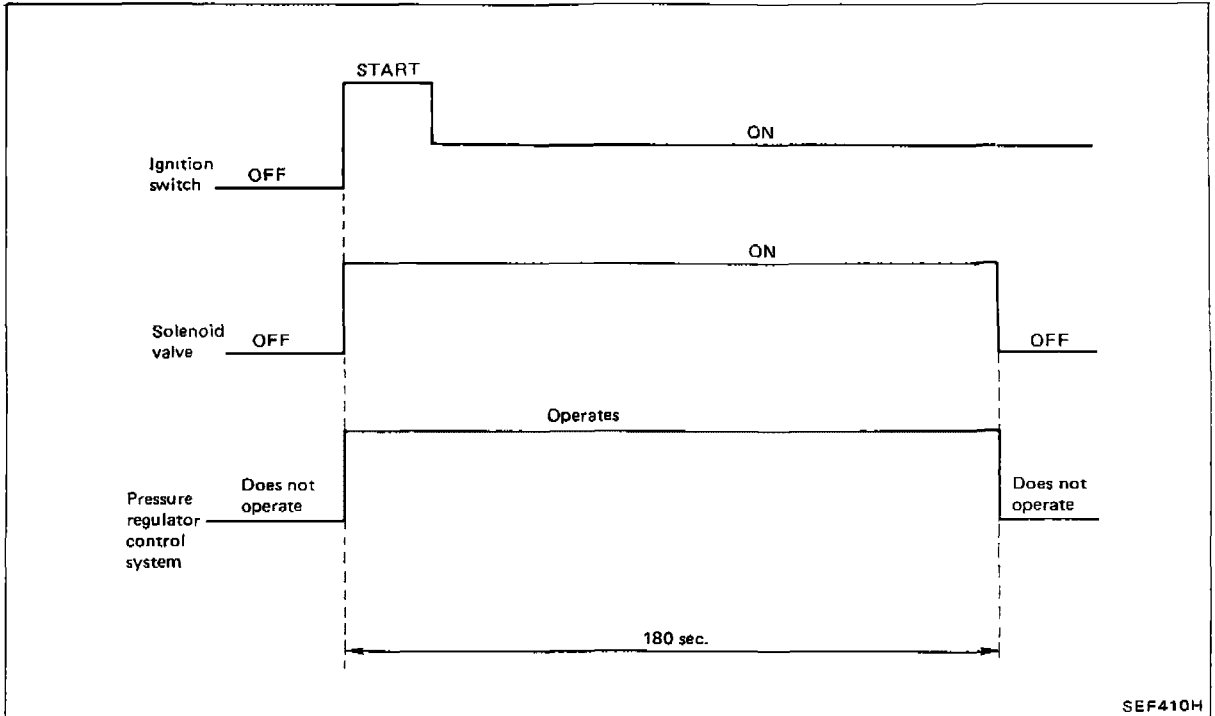 START
ON
Ignition
switch
OFF
ON
Solenoid
valve
OFF
OFF
Operates
Does not
operate
Does not
operate
Pressure
regulator
control
system
180 sec.
SEF410H